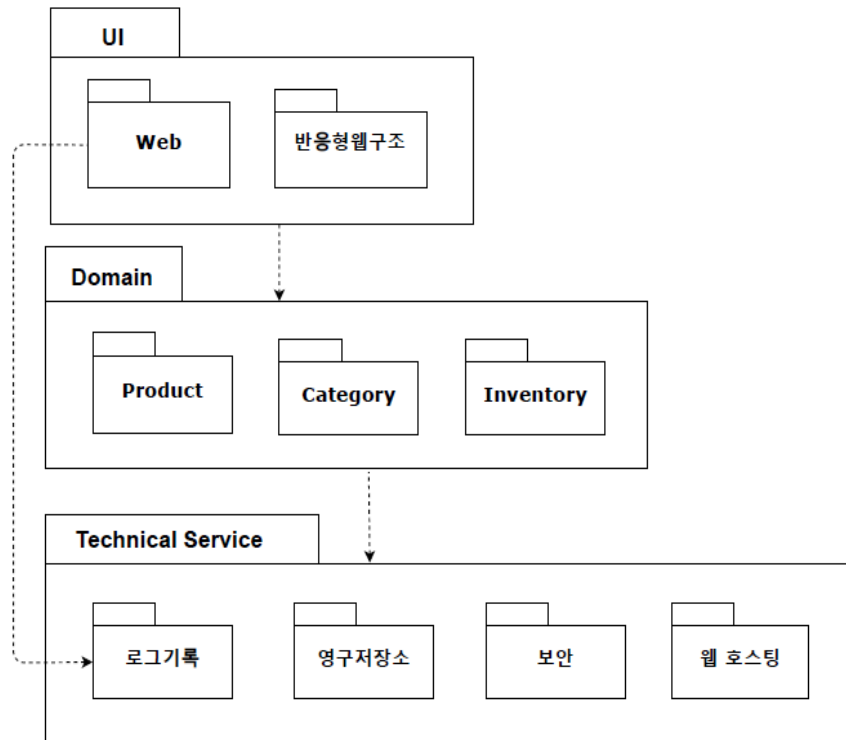 UI
Web
반응형웹구조
Domain
Product
Category
Inventory
Technical Service
로그기록
영구저장소
보안
웹 호스팅